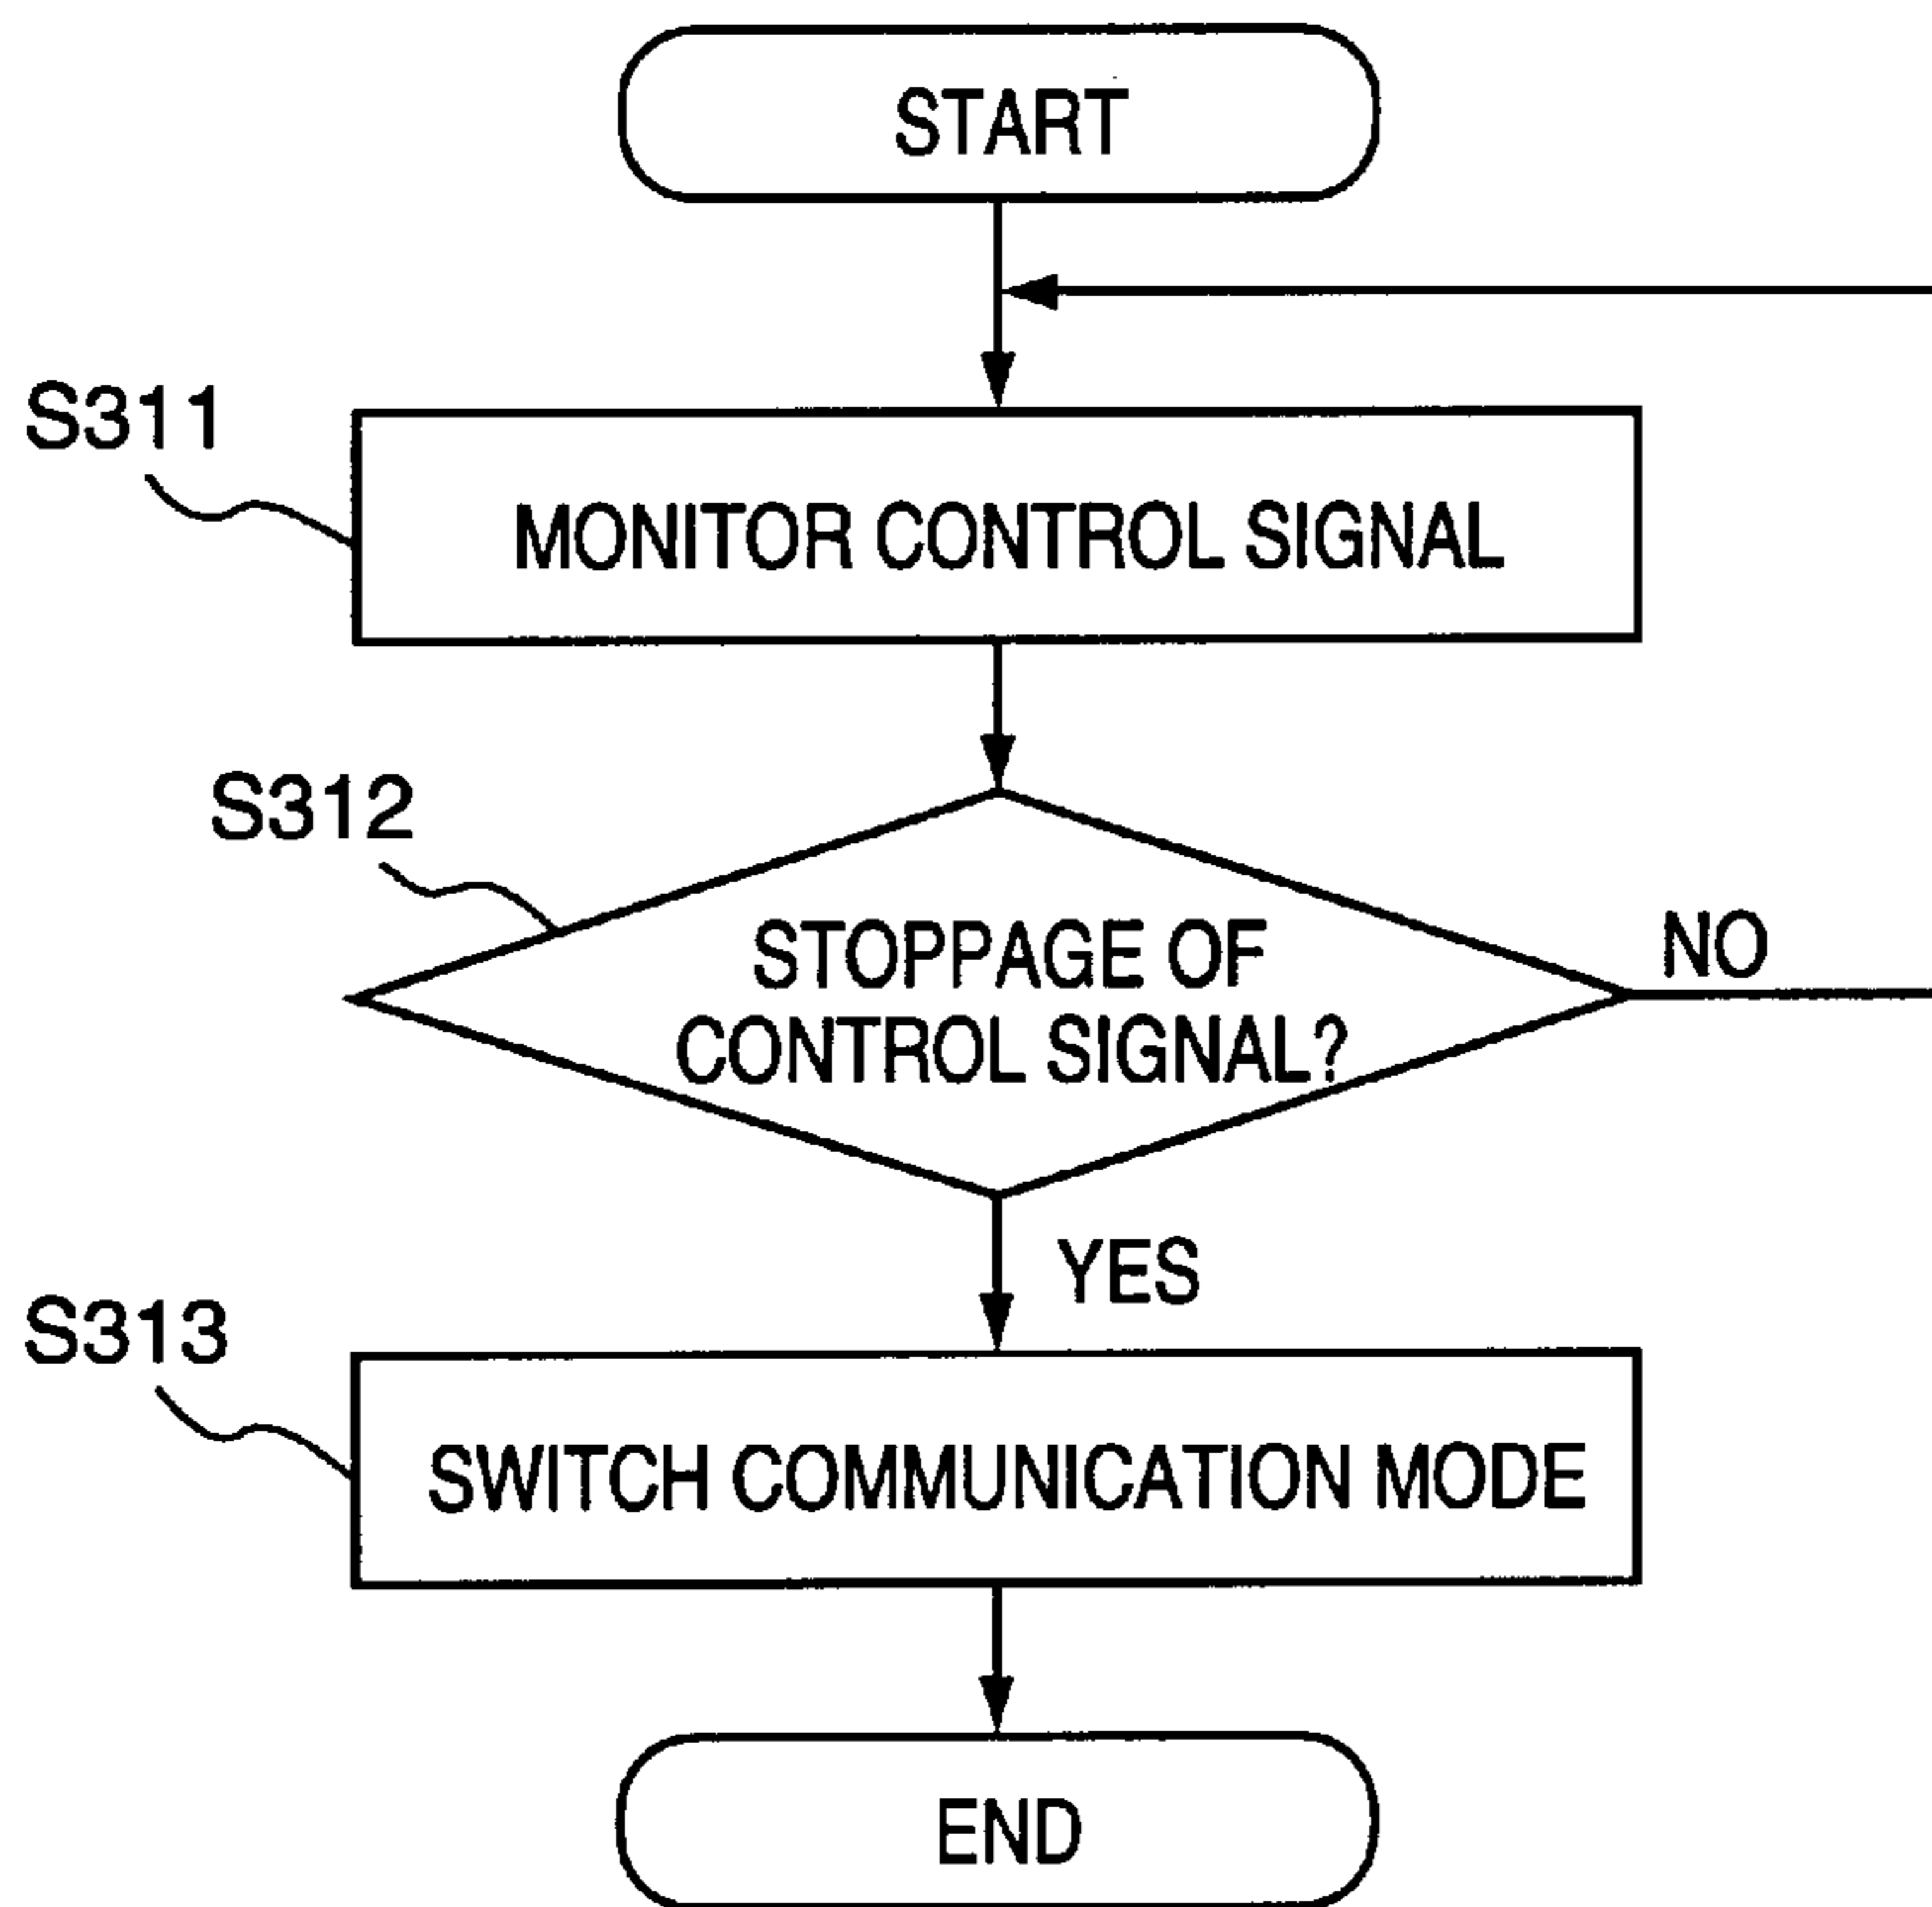 START
S311
MONITOR CONTROL SIGNAL
S312
STOPPAGE OF
CONTROL SIGNAL?
NO
YES
S313
SWITCH COMMUNICATION MODE
END